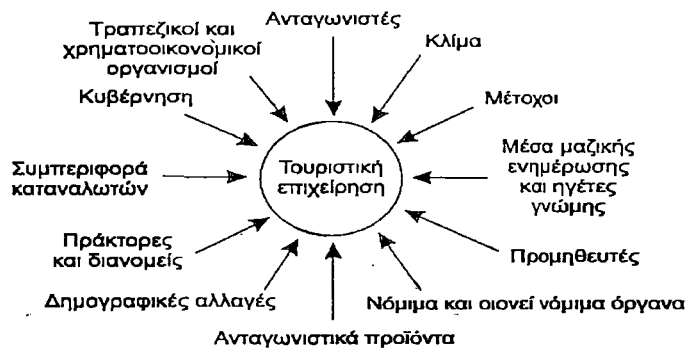 Ανταγωνιστές
Τραπεζικοί και
χρηματοοικονομικοί
οργανισμοί
Κλίμα
Κυβέρνηση
Μέτοχοι
Συμπεριφορά
καταναλωτών
Τουριστική
επιχείρηση
Μέσα μαζικής
ενημέρωσης
και ηγέτες
γνώμης
Πράκτορες
και διανομείς
Προμηθευτές
Δημογραφικές αλλαγές
Νόμιμα και οιονεί νόμιμα όργανα
Ανταγωνιστικά προϊόντα